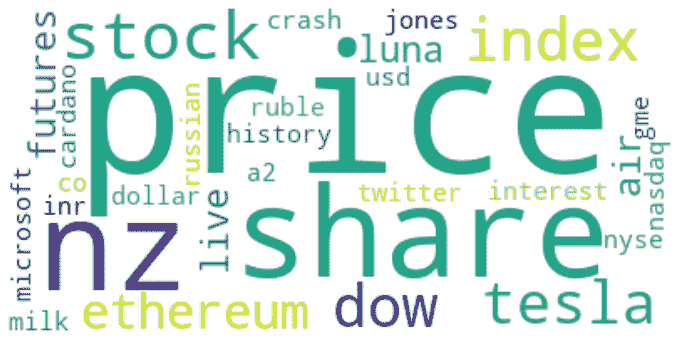 crash
jones
stock
luna
index
futures
cardano
usd
price
russian
ruble
history
gme
air
nasdaq
co
a2
microsoft
dollar
twitter
interest
inr
live
nz
share
nyse
ethereum
dow
tesla
milk